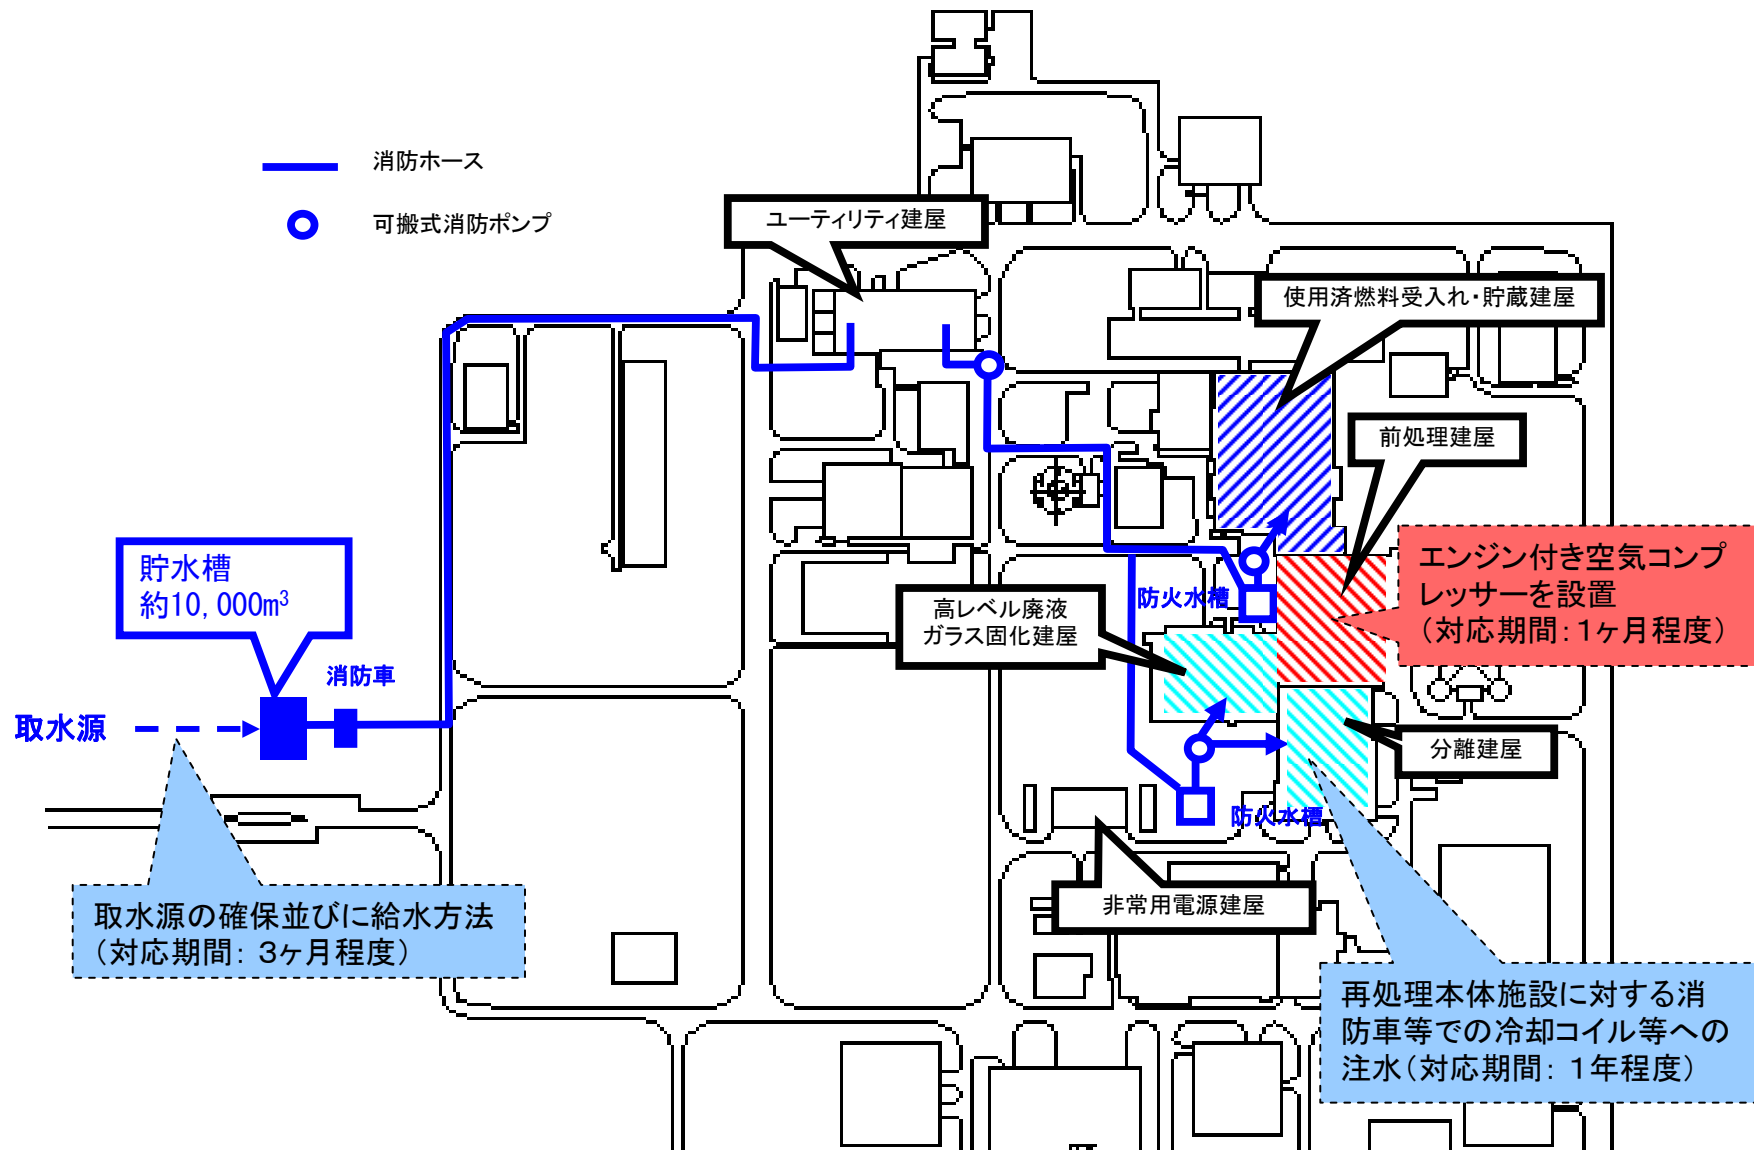 消防ホース
可搬式消防ポンプ
ユーティリティ建屋
使用済燃料受入れ・貯蔵建屋
前処理建屋
エンジン付き空気コンプ
レッサーを設置
（対応期間：１ヶ月程度）
貯水槽
約10,000m³
防火水槽
高レベル廃液
ガラス固化建屋
消防車
取水源
分離建屋
防火水槽
取水源の確保並びに給水方法
（対応期間：３ヶ月程度）
非常用電源建屋
再処理本体施設に対する消
防車等での冷却コイル等への
注水（対応期間：１年程度）